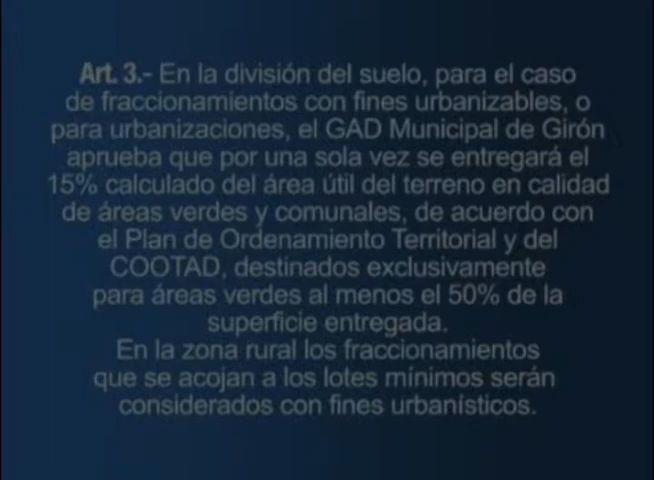 Art. 3.- En la división del suelo, para el caso
de fraccionamientos con fines urbanizables, o
para urbanizaciones, el GAD Municipal de Girón
aprueba que por una sola vez se entregará el
15% calculado del área útil del terreno en calidad
de áreas verdes y comunales, de acuerdo con
el Plan de Ordenamiento Territorial y del
COOTAD, destinados exclusivamente
para áreas verdes al menos el 50% de la
superficie entregada.
En la zona rural los fraccionamientos
que se acojan a los lotes mínimos serán
considerados con fines urbanísticos.